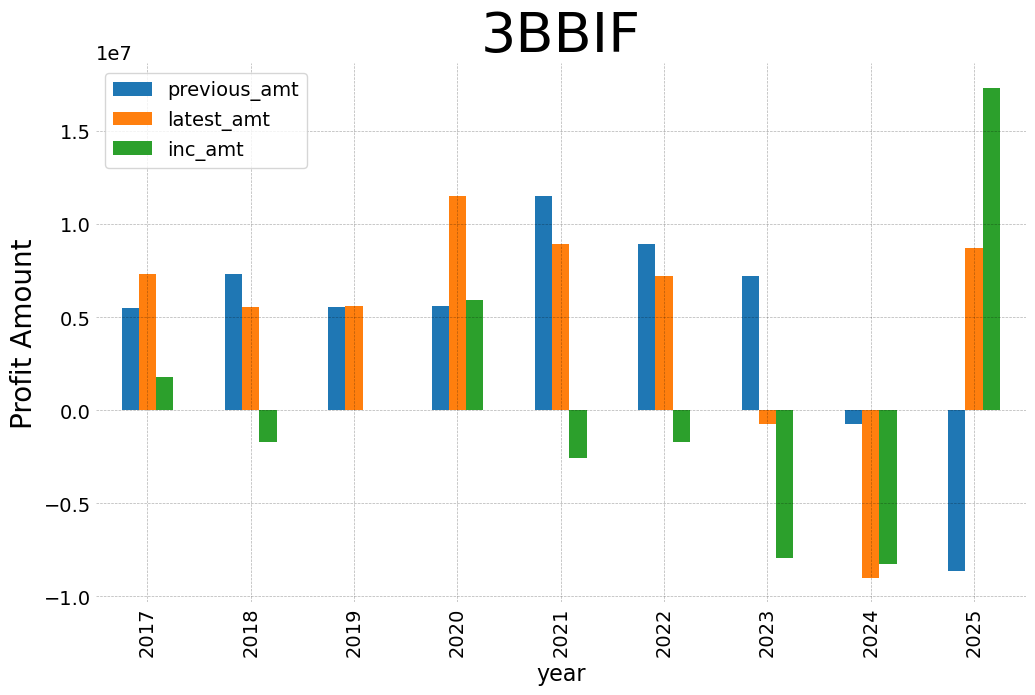 3BBIF
1e7
previous_amt
latest_amt
inc_amt
1.5
1.0
0.5
0.0
−0.5
−1.0
Profit Amount
2017 2018 2019 2020 2021 2022 2023 2024 2025
year